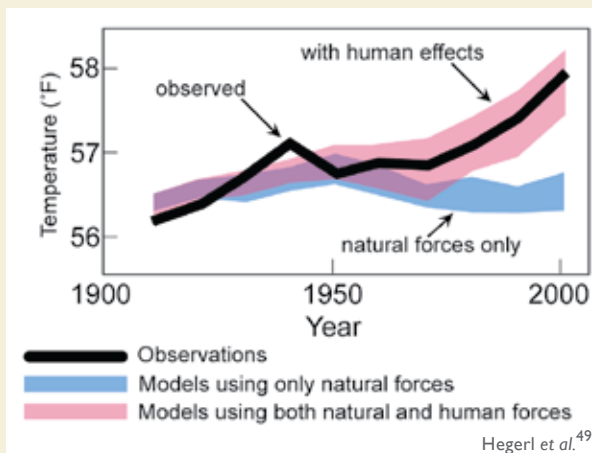 58
57
56
Temperature (˚F)
with human effects
observed
natural forces only
1900
1950
2000
Year
Observations
Models using only natural forces
Models using both natural and human forces
Hegerl et al.49